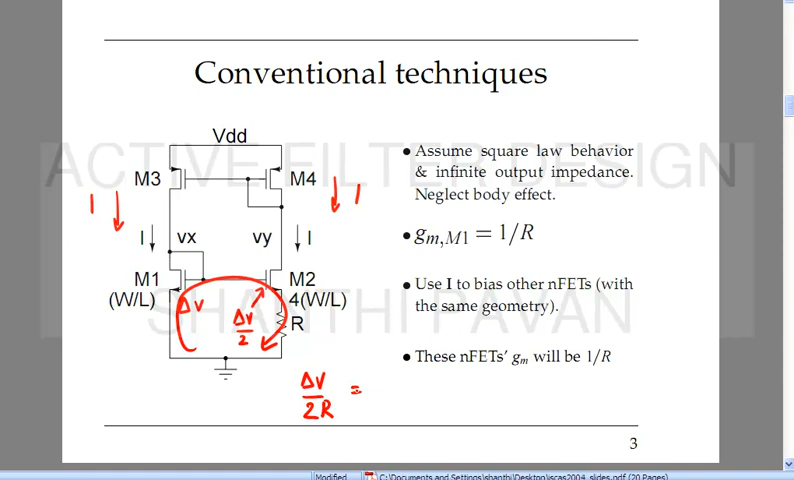 Conventional techniques
Vdd
M3
M4
I
I
I
vx
vy
I
M1
M2
(W/L)
4(W/L)
R
ΔV
ΔV/2
ΔV/2R =
• Assume square law behavior
& infinite output impedance.
Neglect body effect.
• gm,M1 = 1/R
• Use I to bias other nFETs (with
the same geometry).
• These nFETs' gm will be 1/R
ACTIVE FILTER DESIGN
SHANTHI PAVAN
3
Modified
C:\Documents and Settings\shanthi\Desktop\iscas2004_slides.pdf (20 Pages)